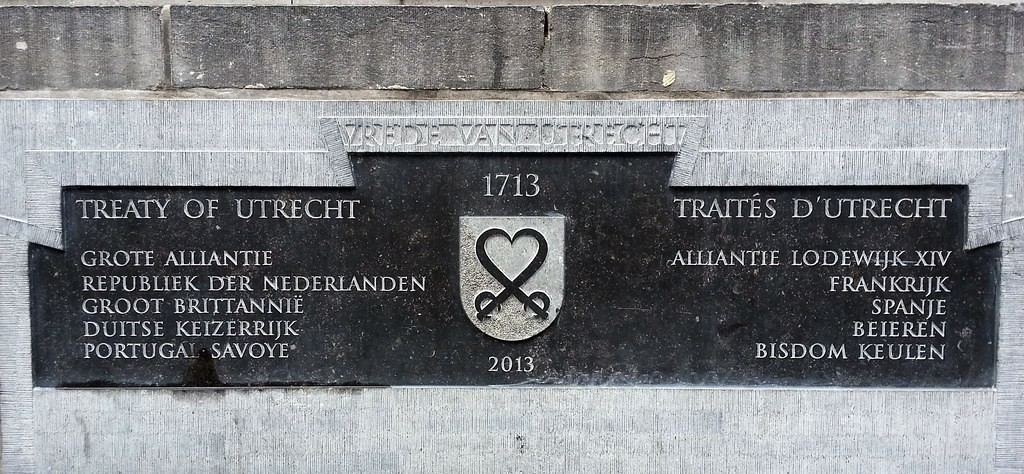 VREDE VAN UTRECHT
1713
TREATY OF UTRECHT
GROTE ALLIANTIE
REPUBLIEK DER NEDERLANDEN
GROOT BRITTANNIË
DUITSE KEIZERRIJK
PORTUGAL SAVOYE
TRAITÉS D'UTRECHT
ALLIANTIE LODEWIJK XIV
FRANKRIJK
SPANJE
BEIEREN
BISDOM KEULEN
2013